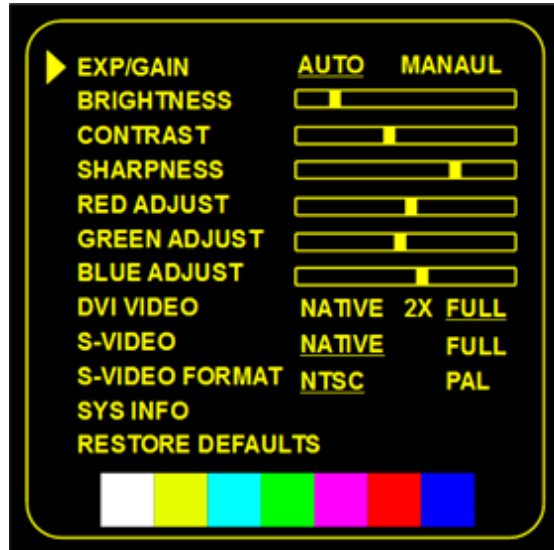 EXP/GAIN AUTO MANAUL
BRIGHTNESS
CONTRAST
SHARPNESS
RED ADJUST
GREEN ADJUST
BLUE ADJUST
DVI VIDEO NATIVE 2X FULL
S-VIDEO NATIVE FULL
S-VIDEO FORMAT NTSC PAL
SYS INFO
RESTORE DEFAULTS